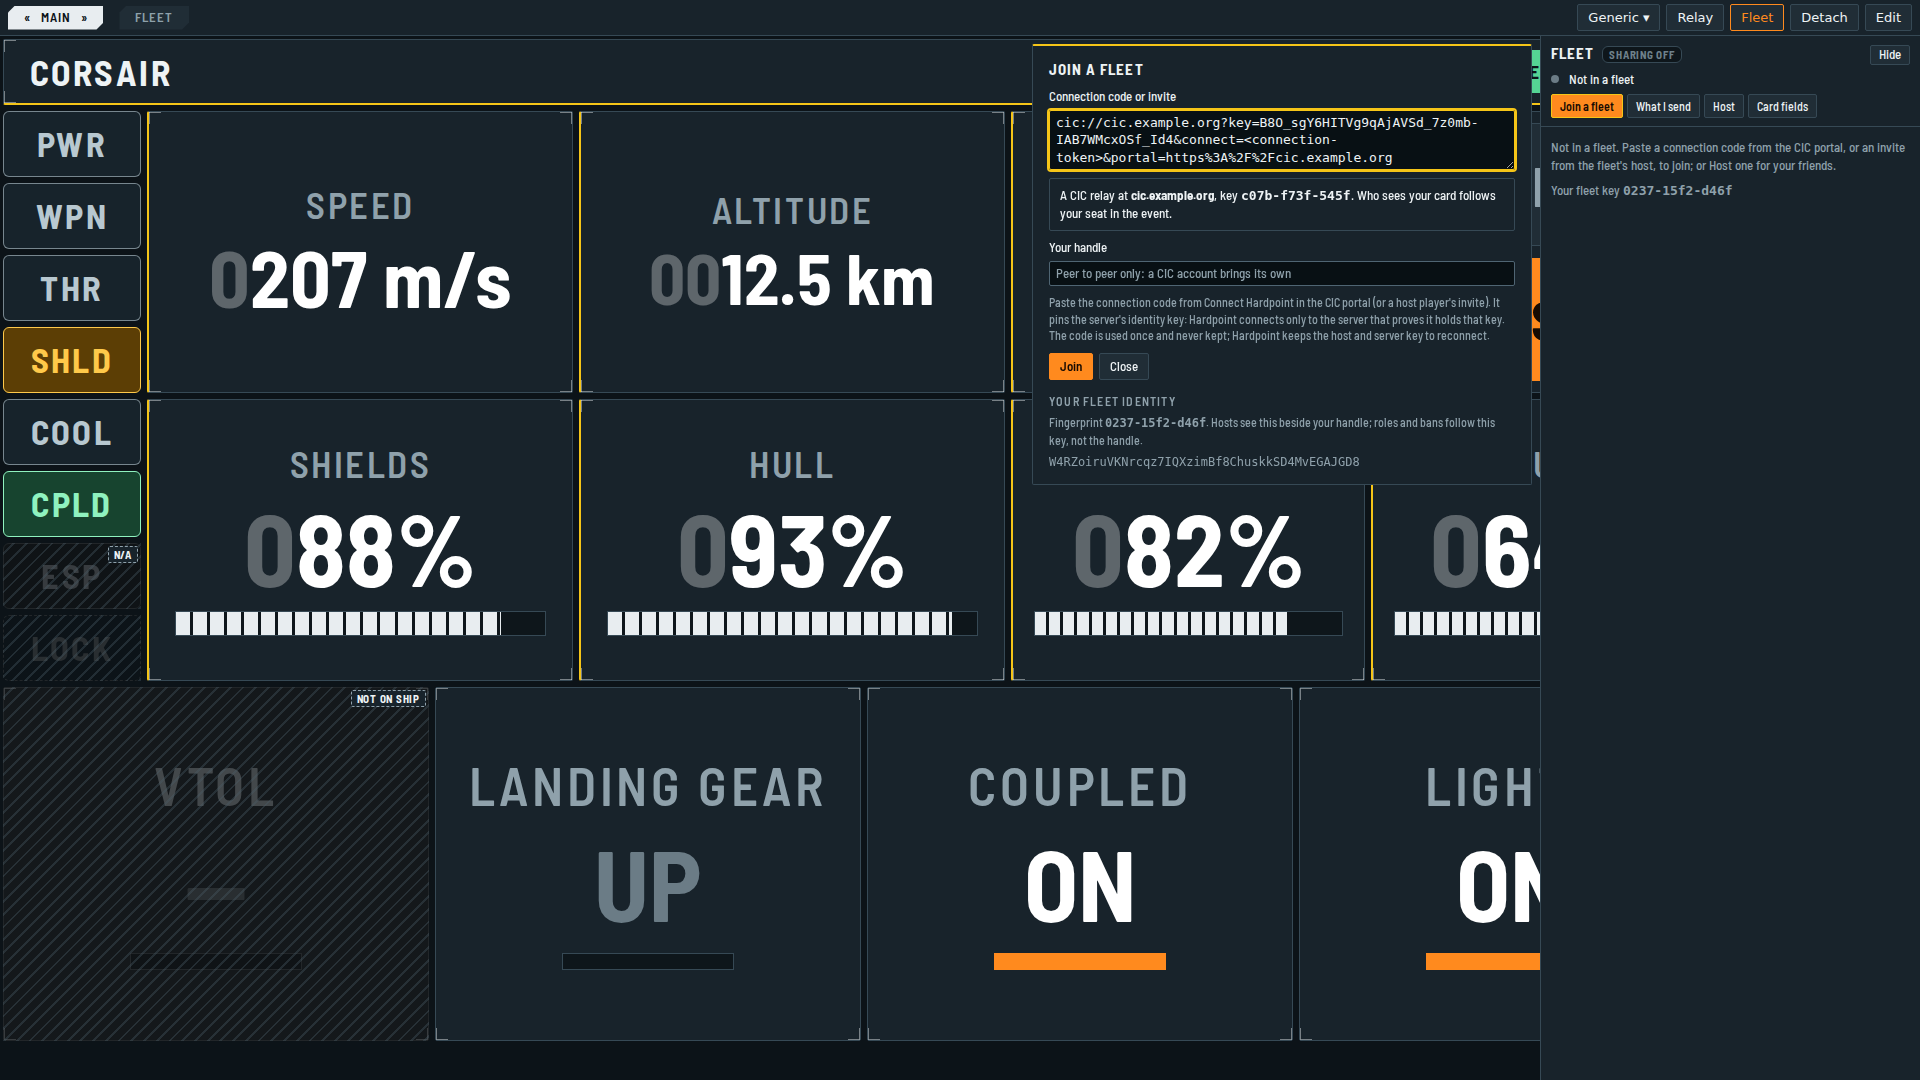 « MAIN »
FLEET
Generic ▾
Relay
Fleet
Detach
Edit
CORSAIR
PWR
WPN
THR
SHLD
COOL
CPLD
N/A
ESP
LOCK
SPEED
0207 m/s
ALTITUDE
0012.5 km
SHIELDS
088%
HULL
093%
082%
NOT ON SHIP
VTOL
LANDING GEAR
UP
COUPLED
ON
JOIN A FLEET
Connection code or invite
cic://cic.example.org?key=B8O_sgY6HITVg9qAjAVSd_7z0mb-
IAB7WMcxOSf_Id4&connect=<connection-
token>&portal=https%3A%2F%2Fcic.example.org
A CIC relay at cic.example.org, key c07b-f73f-545f. Who sees your card follows
your seat in the event.
Your handle
Peer to peer only: a CIC account brings its own
Paste the connection code from Connect Hardpoint in the CIC portal (or a host player's invite). It
pins the server's identity key: Hardpoint connects only to the server that proves it holds that key.
The code is used once and never kept; Hardpoint keeps the host and server key to reconnect.
Join
Close
YOUR FLEET IDENTITY
Fingerprint 0237-15f2-d46f. Hosts see this beside your handle; roles and bans follow this
key, not the handle.
W4RZoiruVKNrcqz7IQXzimBf8ChuskkSD4MvEGAJGD8
FLEET
SHARING OFF
Hide
Not in a fleet
Join a fleet
What I send
Host
Card fields
Not in a fleet. Paste a connection code from the CIC portal, or an invite
from the fleet's host, to join; or Host one for your friends.
Your fleet key 0237-15f2-d46f